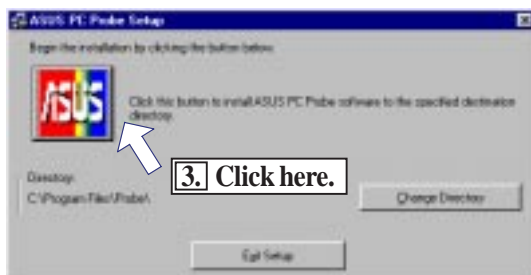 ASUS PC Probe Setup
Begin the installation by clicking the button below.
ASUS
Click this button to install ASUS PC Probe software to the specified destination
directory.
3. Click here.
Directory:
C:\Program Files\Probe\
Change Directory
Exit Setup